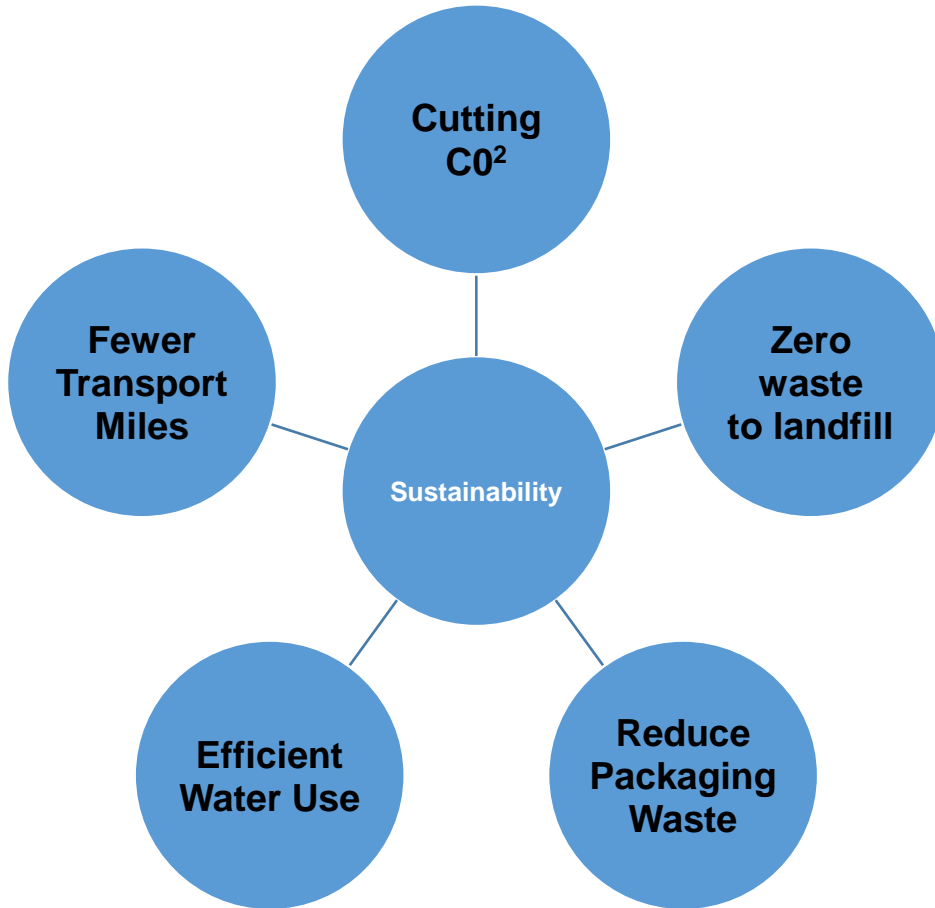 Cutting
C0²
Fewer
Transport
Miles
Zero
waste
to landfill
Sustainability
Efficient
Water Use
Reduce
Packaging
Waste